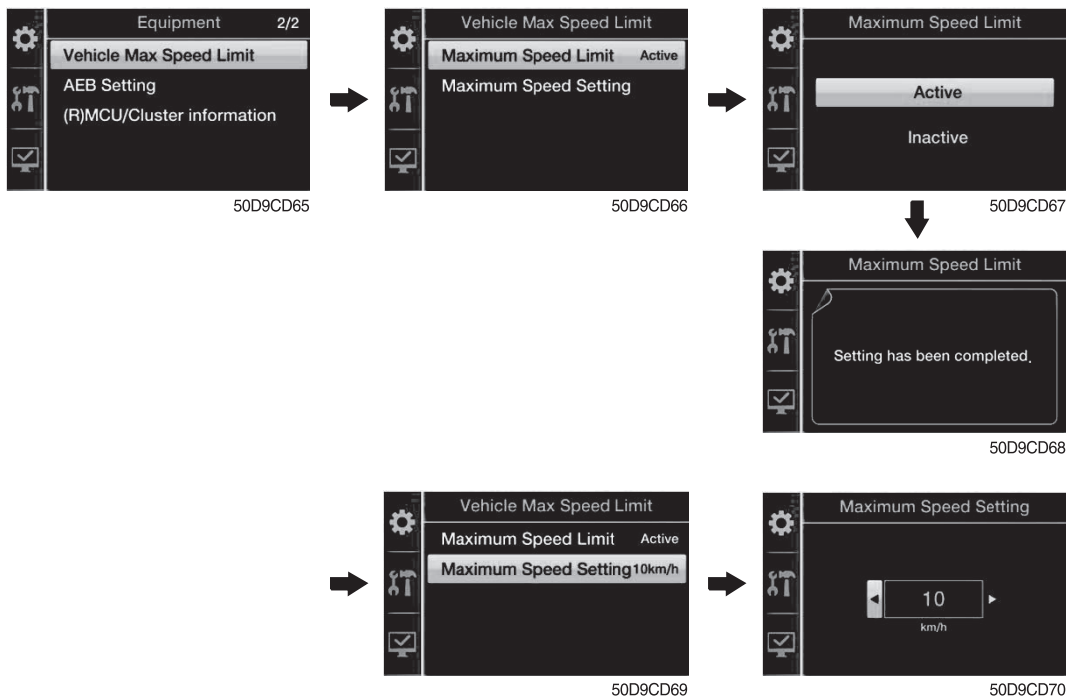 Equipment 2/2
Vehicle Max Speed Limit
AEB Setting
(R)MCU/Cluster information
50D9CD65
Vehicle Max Speed Limit
Maximum Speed Limit Active
Maximum Speed Setting
50D9CD66
Maximum Speed Limit
Active
Inactive
50D9CD67
Maximum Speed Limit
Setting has been completed.
50D9CD68
Vehicle Max Speed Limit
Maximum Speed Limit Active
Maximum Speed Setting 10km/h
50D9CD69
Maximum Speed Setting
10
km/h
50D9CD70